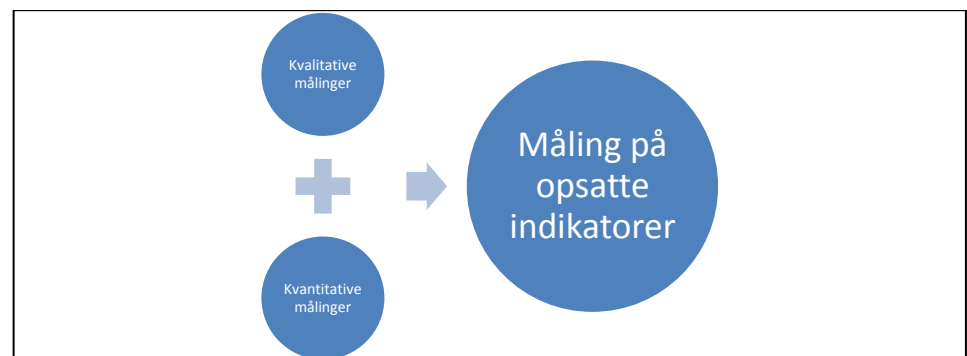 Kvalitative
målinger
Kvantitative
målinger
Måling på
opsatte
indikatorer